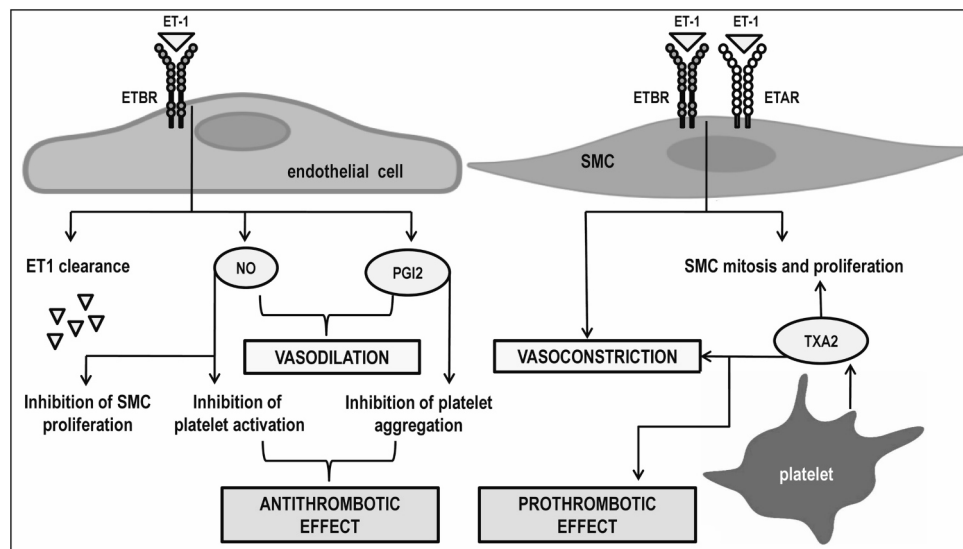 ET-1
ETBR
endothelial cell
ET1 clearance
NO
PGI2
VASODILATION
Inhibition of SMC
proliferation
Inhibition of
platelet activation
Inhibition of platelet
aggregation
ANTITHROMBOTIC
EFFECT
ET-1
ET-1
ETBR
ETAR
SMC
SMC mitosis and proliferation
TXA2
VASOCONSTRICTION
platelet
PROTHROMBOTIC
EFFECT